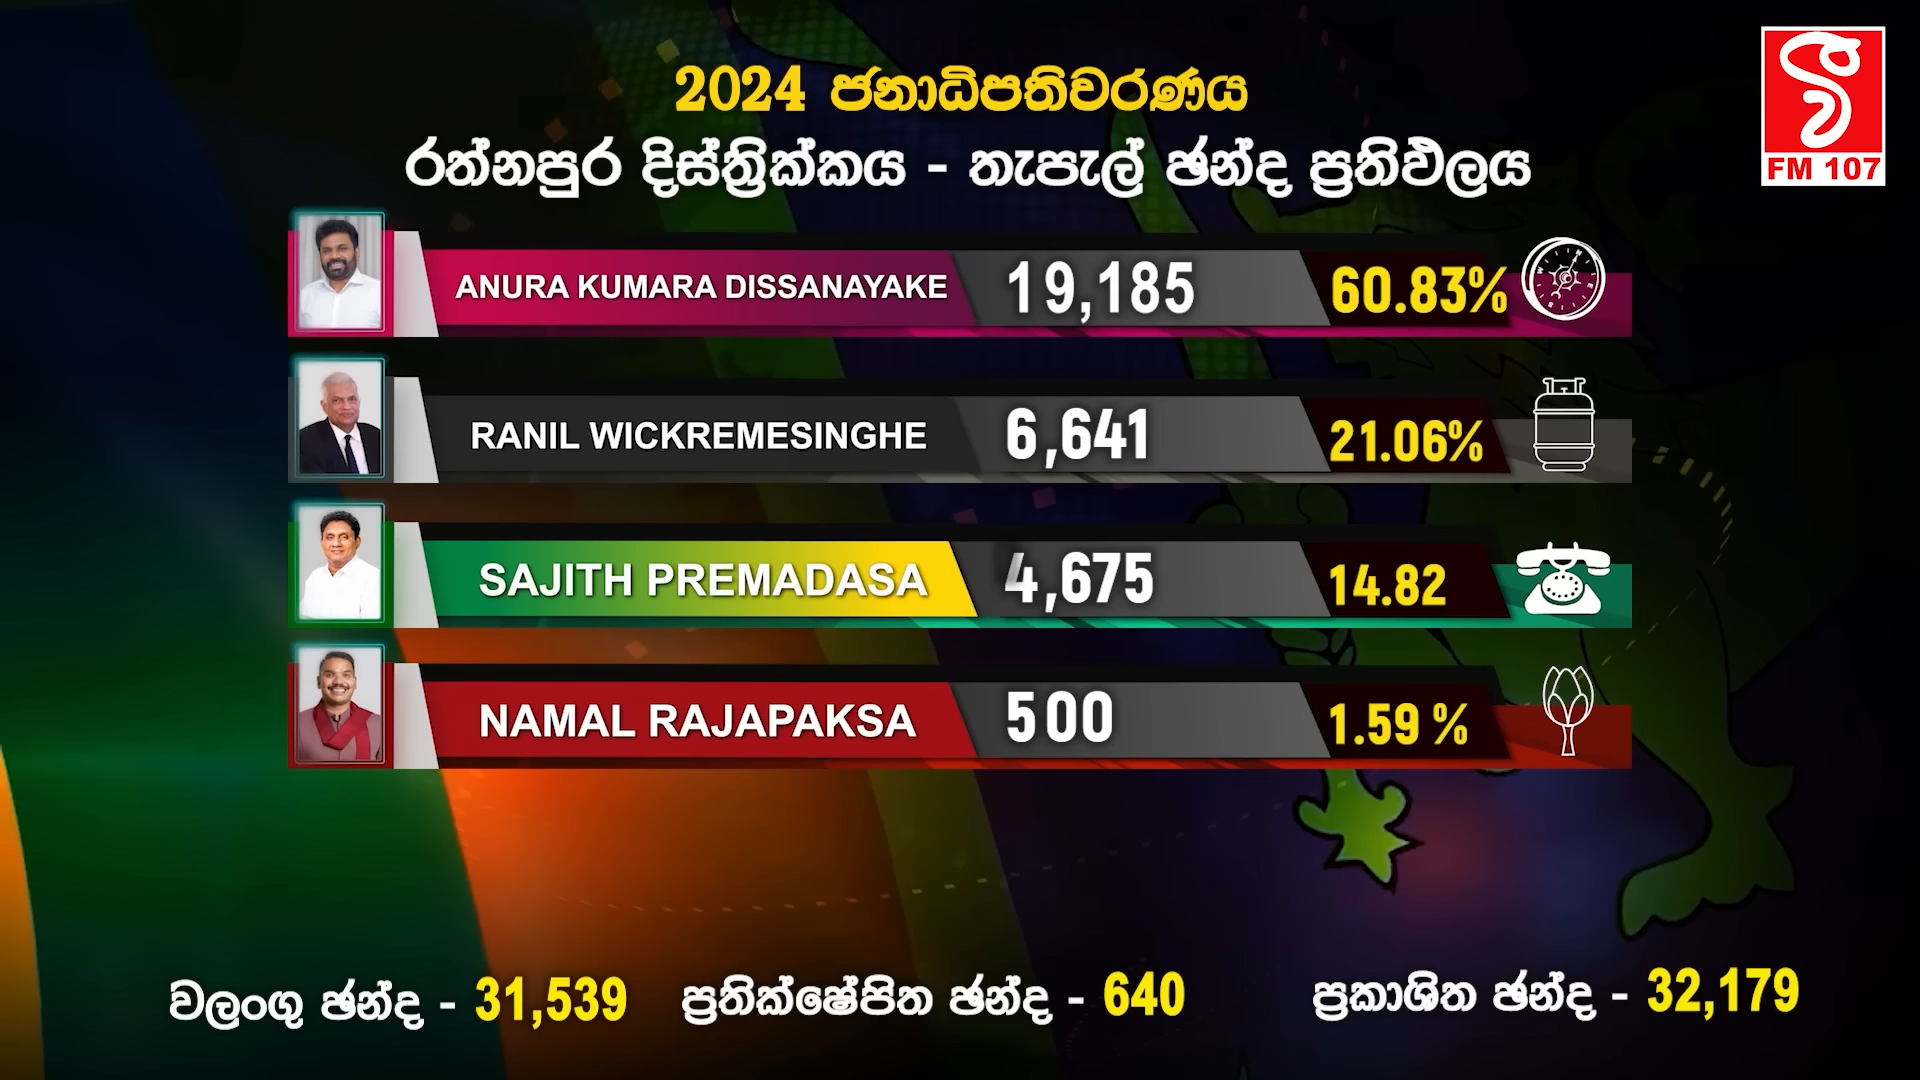 2024 ජනාධිපතිවරණය
රත්නපුර දිස්ත්‍රික්කය - තැපැල් ඡන්ද ප්‍රතිඵලය
FM 107
ANURA KUMARA DISSANAYAKE 19,185 60.83%
RANIL WICKREMESINGHE 6,641 21.06%
SAJITH PREMADASA 4,675 14.82
NAMAL RAJAPAKSA 500 1.59 %
වලංගු ඡන්ද - 31,539 ප්‍රතික්ෂේපිත ඡන්ද - 640 ප්‍රකාශිත ඡන්ද - 32,179